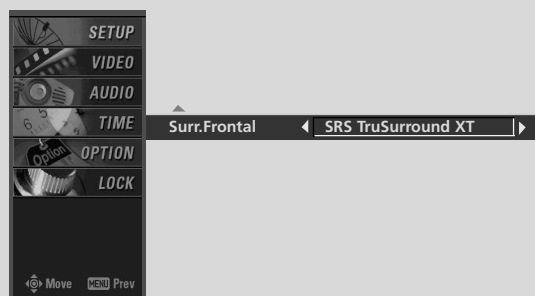 SETUP
VIDEO
AUDIO
TIME
OPTION
LOCK
Surr.Frontal SRS TruSurround XT
Move MENU Prev